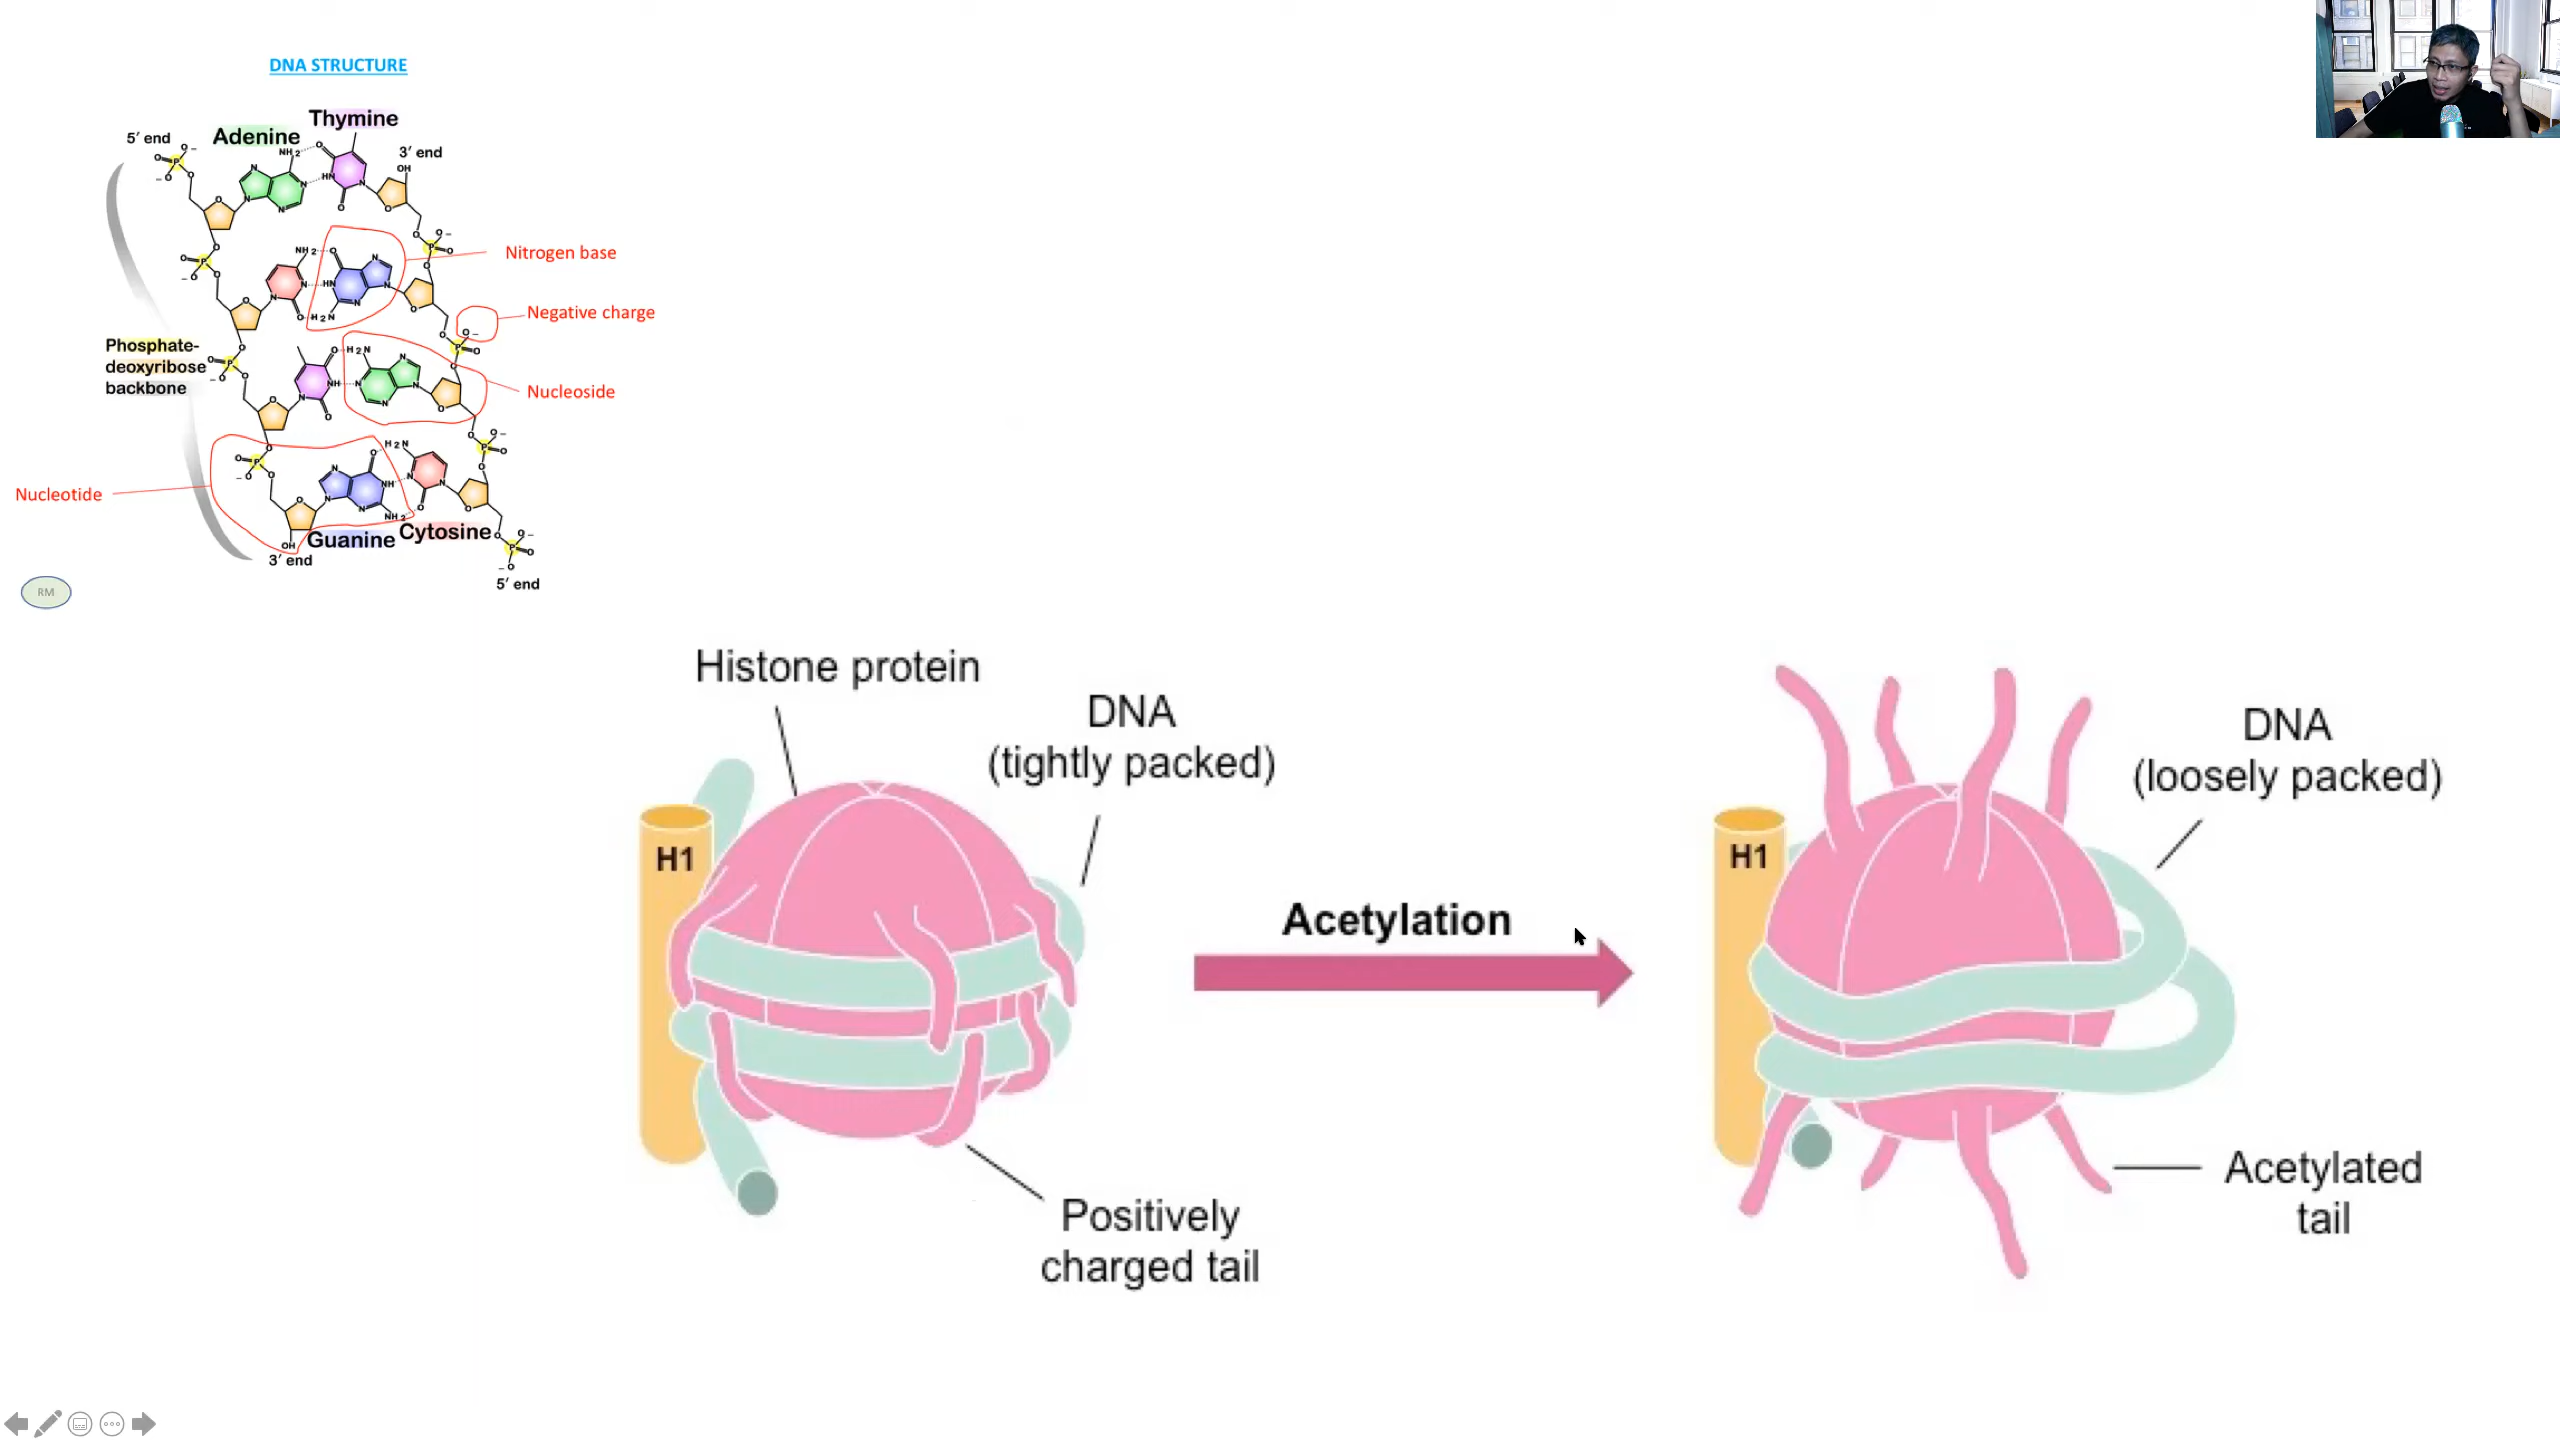 DNA STRUCTURE
Thymine
Adenine
5′ end
3′ end
Nitrogen base
Negative charge
Phosphate-
deoxyribose
backbone
Nucleoside
Nucleotide
Guanine
Cytosine
3′ end
5′ end
RM
Histone protein
DNA
(tightly packed)
DNA
(loosely packed)
H1
H1
Acetylation
Positively
charged tail
Acetylated
tail